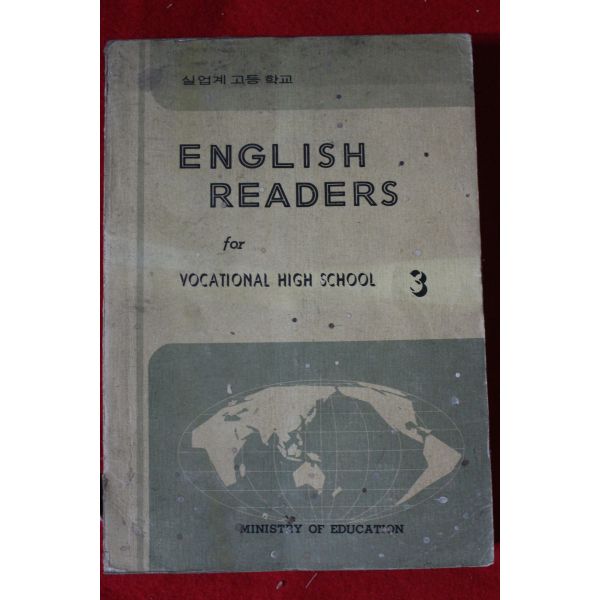 실업계 고등 학교
ENGLISH
READERS
for
VOCATIONAL HIGH SCHOOL 3
MINISTRY OF EDUCATION